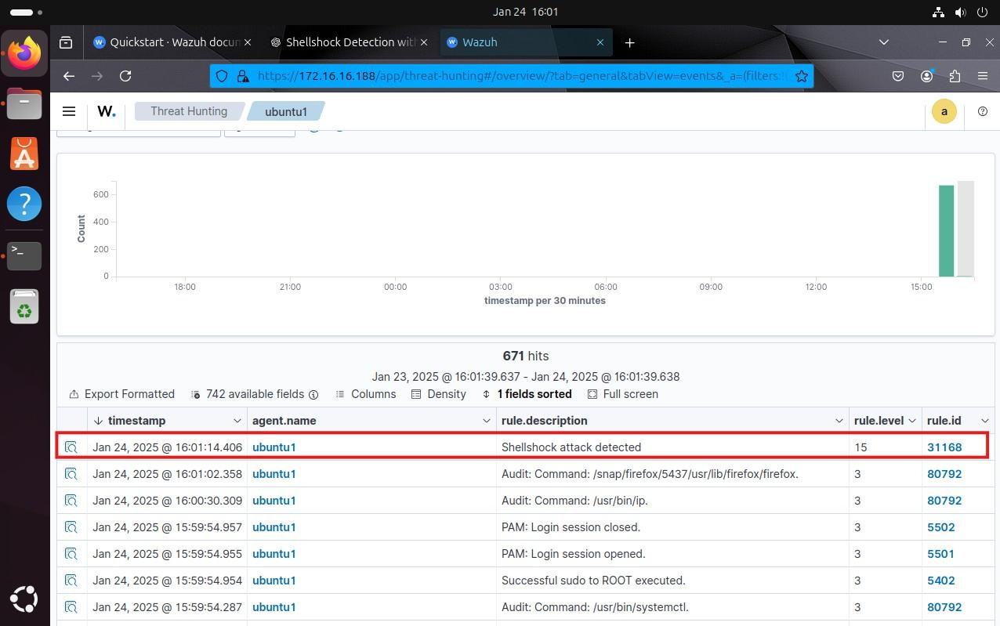 Jan 24 16:01
Quickstart · Wazuh docun
Shellshock Detection wit
Wazuh
https://172.16.16.188/app/threat-hunting#/overview/?tab=general&tabView=events&_a=(filters:!(
W.
Threat Hunting
ubuntu1
a
Count
600
400
200
0
18:00 21:00 00:00 03:00 06:00 09:00 12:00 15:00
timestamp per 30 minutes
671 hits
Jan 23, 2025 @ 16:01:39.637 - Jan 24, 2025 @ 16:01:39.638
Export Formatted 742 available fields Columns Density 1 fields sorted Full screen
timestamp agent.name rule.description rule.level rule.id
Jan 24, 2025 @ 16:01:14.406 ubuntu1 Shellshock attack detected 15 31168
Jan 24, 2025 @ 16:01:02.358 ubuntu1 Audit: Command: /snap/firefox/5437/usr/lib/firefox/firefox. 3 80792
Jan 24, 2025 @ 16:00:30.309 ubuntu1 Audit: Command: /usr/bin/ip. 3 80792
Jan 24, 2025 @ 15:59:54.957 ubuntu1 PAM: Login session closed. 3 5502
Jan 24, 2025 @ 15:59:54.955 ubuntu1 PAM: Login session opened. 3 5501
Jan 24, 2025 @ 15:59:54.954 ubuntu1 Successful sudo to ROOT executed. 3 5402
Jan 24, 2025 @ 15:59:54.287 ubuntu1 Audit: Command: /usr/bin/systemctl. 3 80792